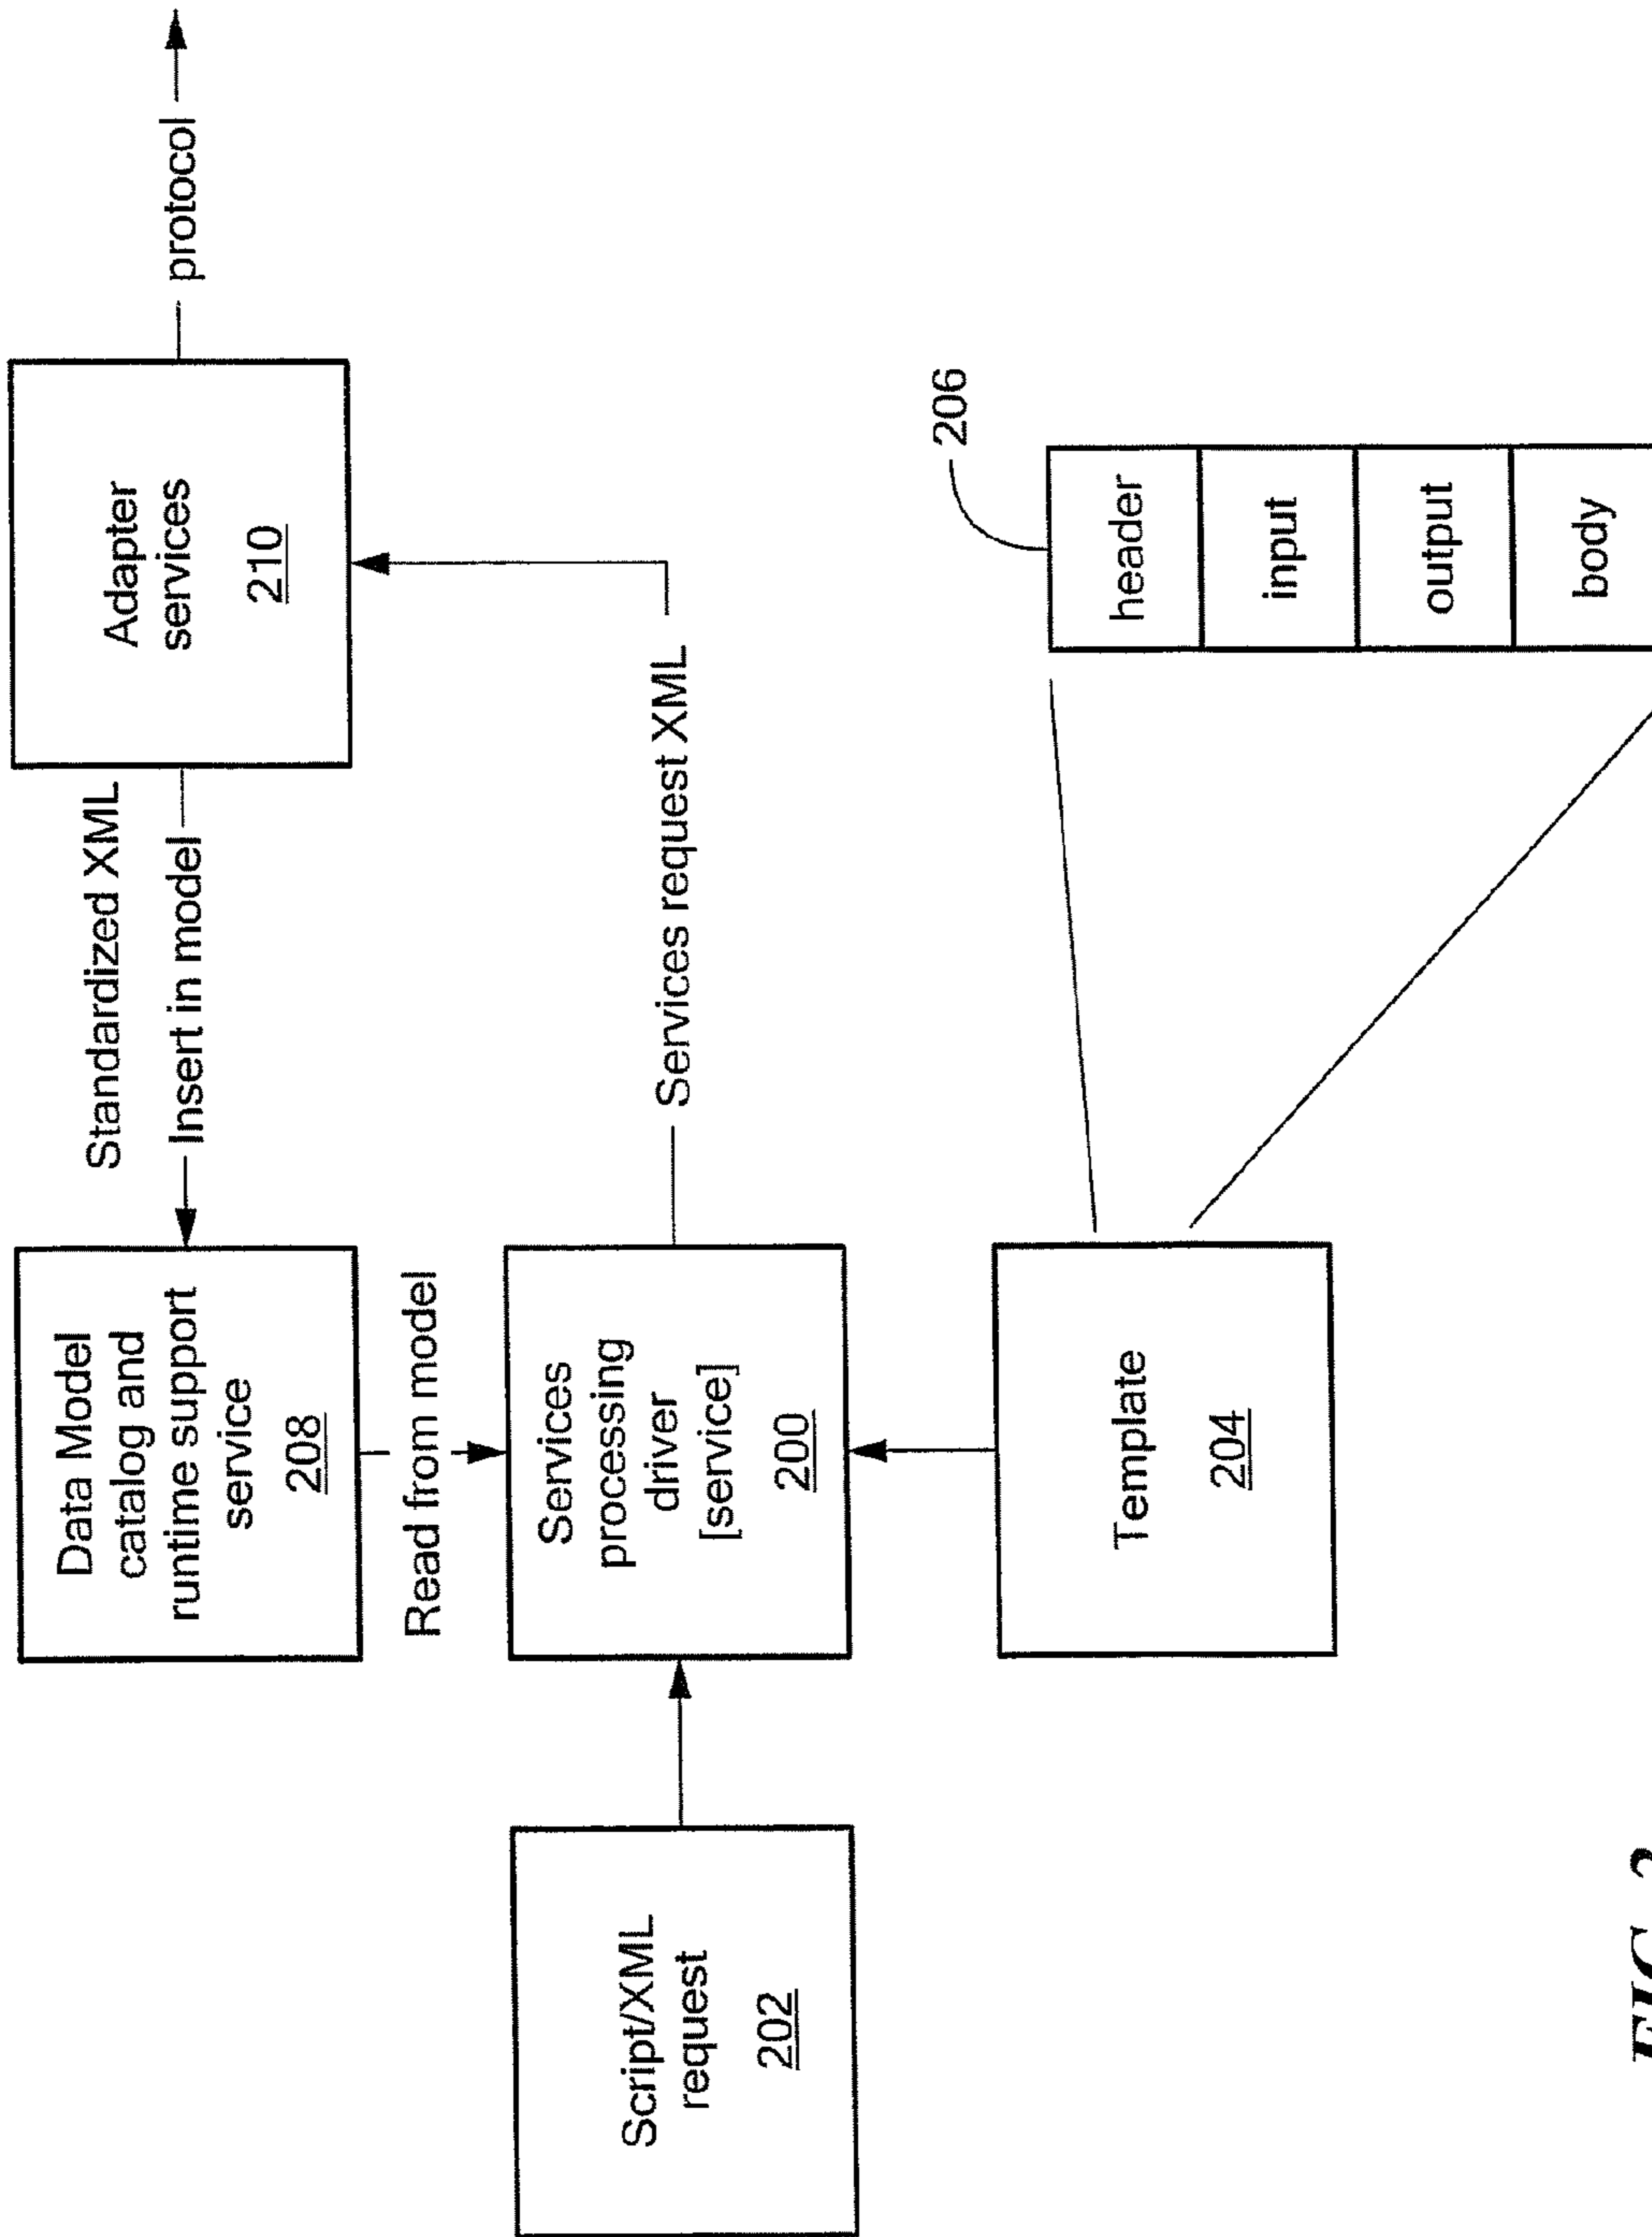 Data Model
catalog and
runtime support
service
208
Standardized XML
Insert in model
Adapter
services
210
protocol
Read from model
Script/XML
request
202
Services
processing
driver
[service]
200
Services request XML
Template
204
206
header
input
output
body
FIG. 2